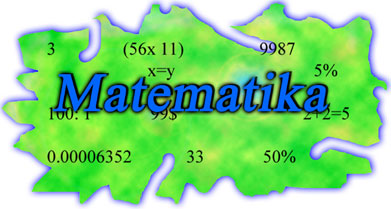 3 (56x 11) 9987
x=y 5%
Matematika
100:1 99$ 2+2=5
0.00006352 33 50%